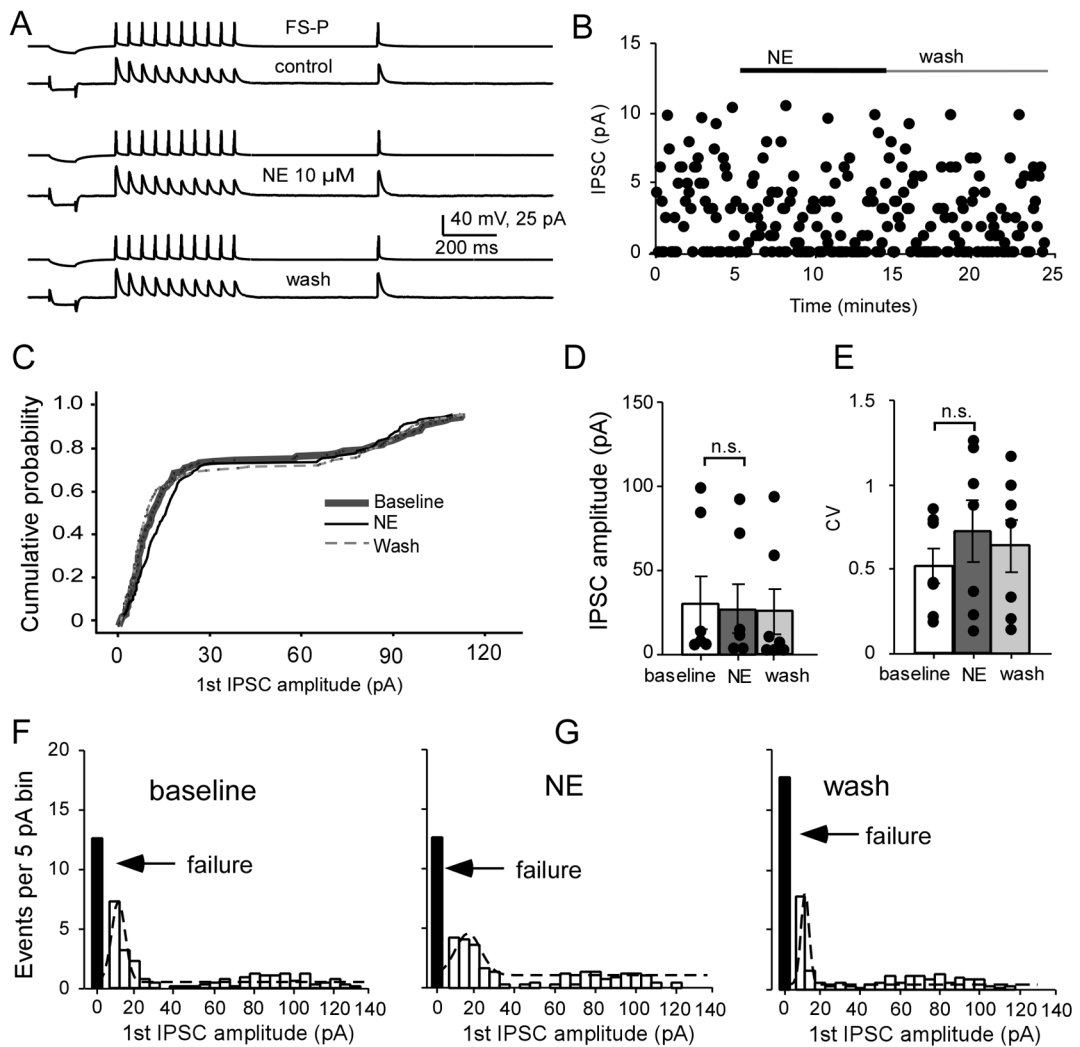 A
FS-P
control
NE 10 µM
40 mV, 25 pA
200 ms
wash
B
IPSC (pA)
15
10
5
0
NE
wash
0
5
10
15
20
25
Time (minutes)
C
Cumulative probability
1.0
0.8
0.6
0.4
0.2
0
Baseline
NE
Wash
0
30
60
90
120
1st IPSC amplitude (pA)
D
IPSC amplitude (pA)
150
100
50
0
n.s.
baseline
NE
wash
E
CV
1.5
1
0.5
0
n.s.
baseline
NE
wash
F
Events per 5 pA bin
20
15
10
5
0
baseline
failure
0 20 40 60 80 100 120 140
1st IPSC amplitude (pA)
G
NE
failure
0 20 40 60 80 100 120 140
1st IPSC amplitude (pA)
wash
failure
0 20 40 60 80 100 120 140
1st IPSC amplitude (pA)